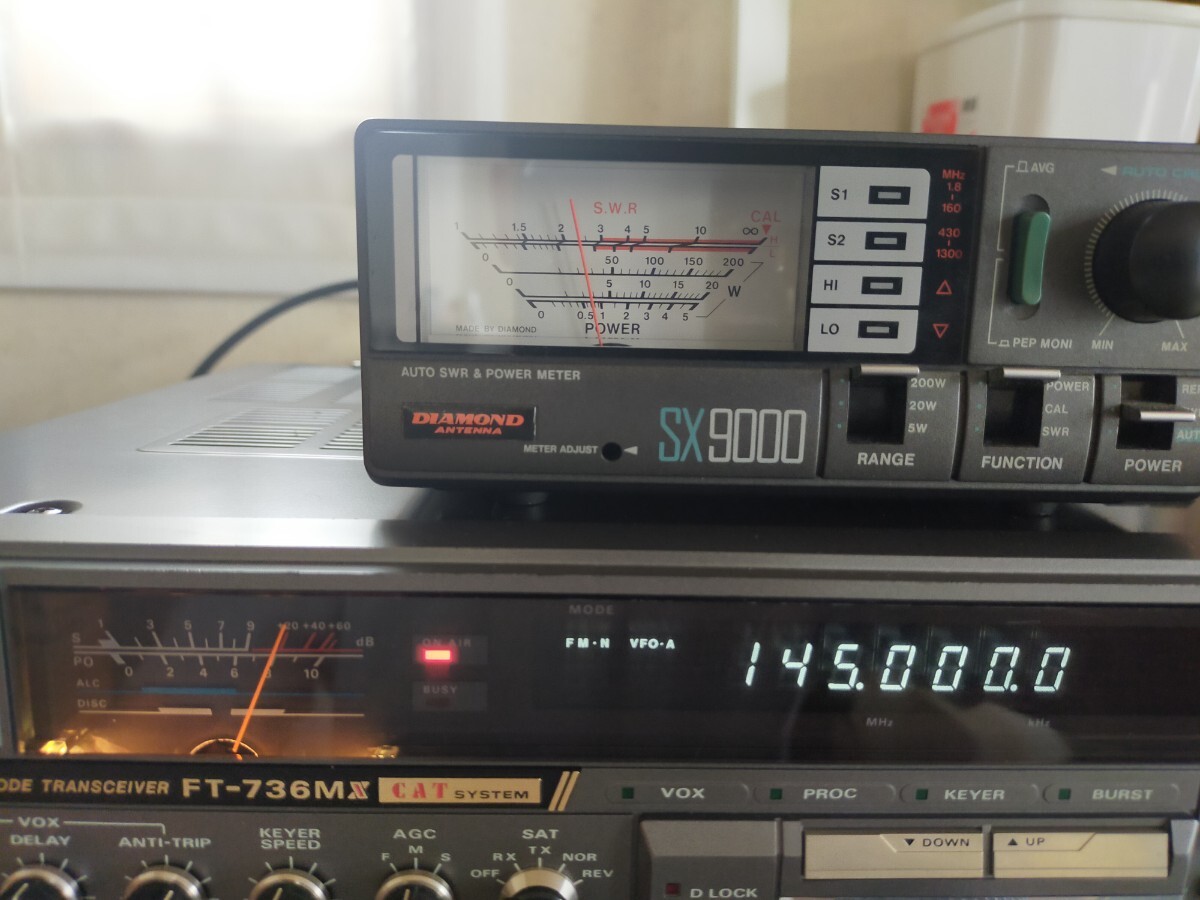 S.W.R
CAL
1 1.5 2 3 4 5 10 ∞
H
L
0 50 100 150 200
0 5 10 15 20
W
0 0.5 1 2 3 4 5
MADE BY DIAMOND
POWER
S1
S2
HI
LO
MHz
1.8
160
430
1300
△
▽
AVG
PEP MONI
MIN
MAX
◀ AUTO
AUTO SWR & POWER METER
DIAMOND
ANTENNA
METER ADJUST
SX9000
200W
20W
5W
RANGE
POWER
CAL
SWR
FUNCTION
AUT
POWER
S 1 3 5 7 9 +20 +40 +60 dB
PO 0 2 4 6 8 10
ALC
DISC
ON AIR
BUSY
MODE
FM-N VFO-A
145.000.0
MHz kHz
ODE TRANSCEIVER FT-736MX CAT SYSTEM
VOX PROC KEYER BURST
VOX
DELAY
ANTI-TRIP
KEYER
SPEED
AGC
F M S
SAT
TX
RX NOR
OFF REV
▼ DOWN
▲ UP
D LOCK